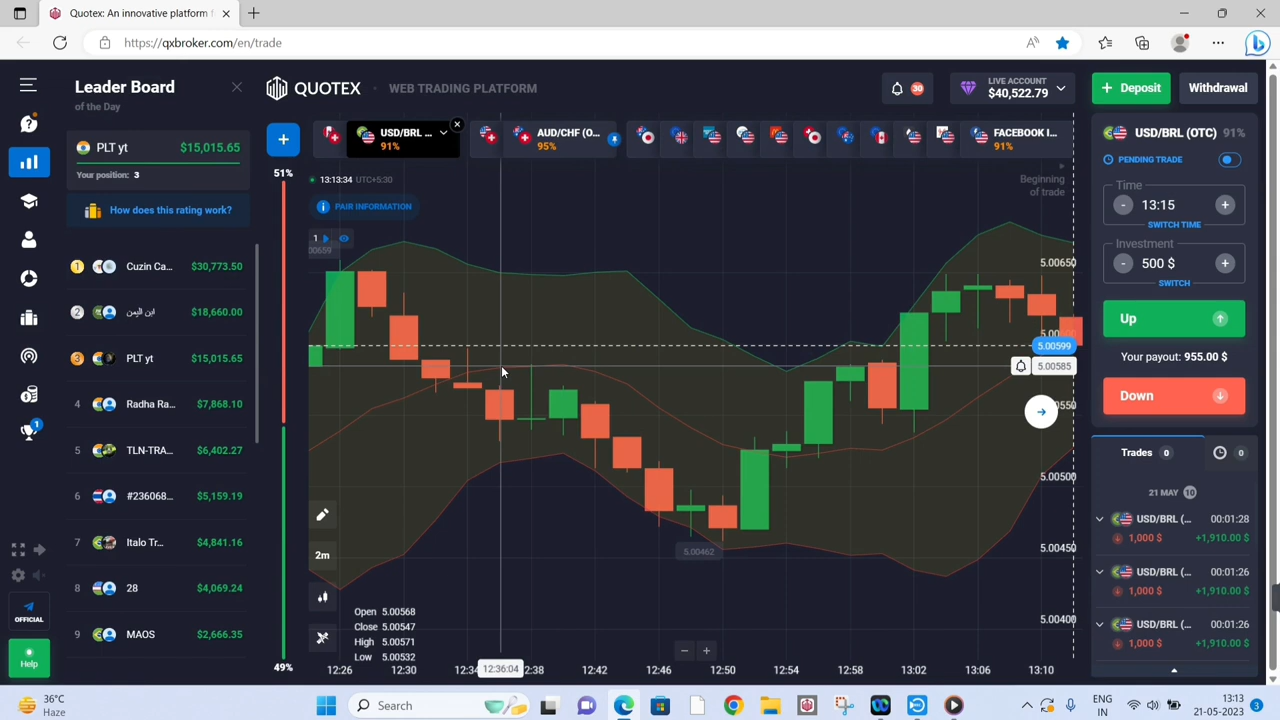 Quotex: An innovative platform f
https://qxbroker.com/en/trade
Leader Board
of the Day
PLT yt $15,015.65
Your position: 3
How does this rating work?
1 Cuzin Ca... $30,773.50
2 ابن اليمن $18,660.00
3 PLT yt $15,015.65
4 Radha Ra... $7,868.10
5 TLN-TRA... $6,402.27
6 #236068... $5,159.19
7 Italo Tr... $4,841.16
8 28 $4,069.24
9 MAOS $2,666.35
1
OFFICIAL
Help
QUOTEX • WEB TRADING PLATFORM
30
LIVE ACCOUNT
$40,522.79
+ Deposit
Withdrawal
USD/BRL ...
91%
AUD/CHF (O...
95%
FACEBOOK I...
91%
51%
49%
13:13:34 UTC+5:30
PAIR INFORMATION
1
00659
Beginning
of trade
5.00650
5.00600
5.00599
5.00585
5.00550
5.00500
5.00450
5.00400
5.00462
2m
Open 5.00568
Close 5.00547
High 5.00571
Low 5.00532
12:26 12:30 12:34 12:36:04 12:38 12:42 12:46 12:50 12:54 12:58 13:02 13:06 13:10
USD/BRL (OTC) 91%
PENDING TRADE
Time
- 13:15 +
SWITCH TIME
Investment
- 500 $ +
SWITCH
Up
Your payout: 955.00 $
Down
Trades 0
0
21 MAY 10
USD/BRL (... 00:01:28
1,000 $ +1,910.00 $
USD/BRL (... 00:01:26
1,000 $ +1,910.00 $
USD/BRL (... 00:01:26
1,000 $ +1,910.00 $
36°C
Haze
Search
ENG
IN
13:13
21-05-2023
3